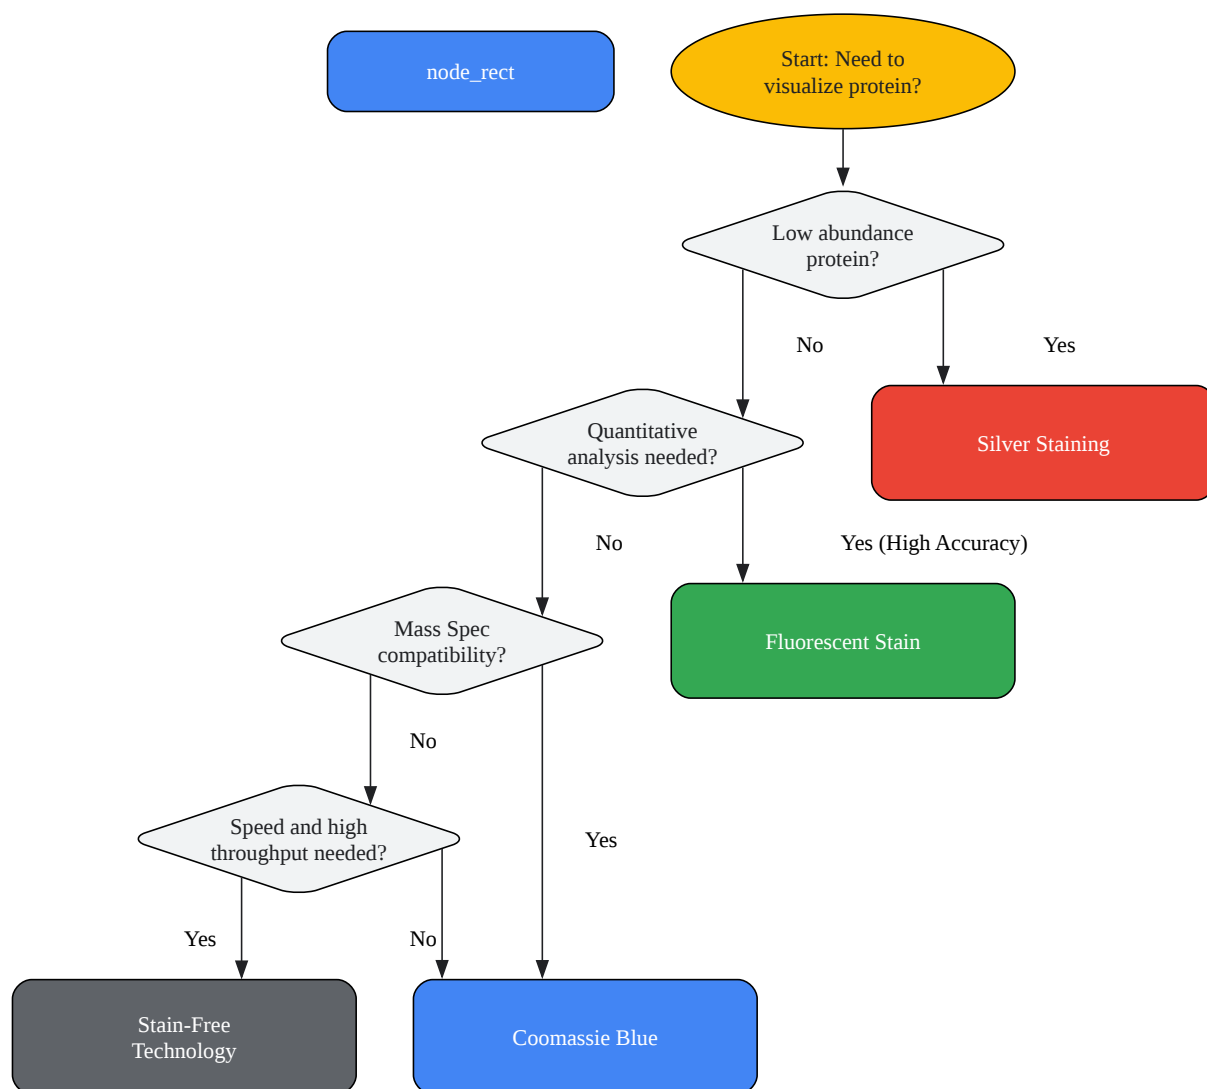 node_rect
Start: Need to
visualize protein?
Low abundance
protein?
No
Yes
Quantitative
analysis needed?
Silver Staining
No
Yes (High Accuracy)
Mass Spec
compatibility?
Fluorescent Stain
No
Speed and high
throughput needed?
Yes
Yes
No
Stain-Free
Technology
Coomassie Blue